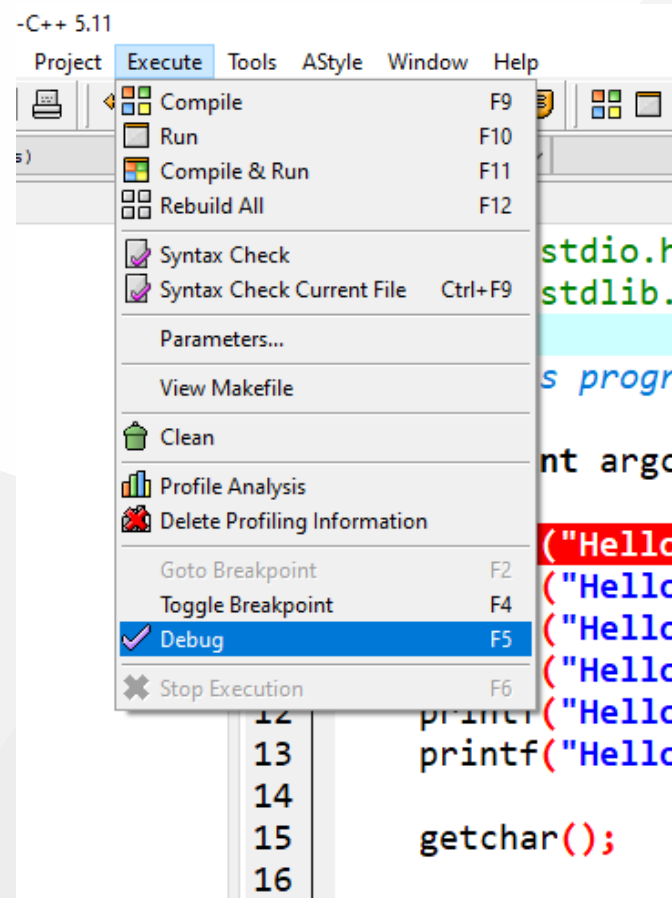 -C++ 5.11
Project Execute Tools AStyle Window Help
Compile F9
Run F10
s)
Compile & Run F11
Rebuild All F12
Syntax Check
stdio.h
Syntax Check Current File Ctrl+F9
stdlib.
Parameters...
View Makefile
s progr
Clean
nt argc
Profile Analysis
Delete Profiling Information
("Hello
Goto Breakpoint F2
("Hello
Toggle Breakpoint F4
("Hello
Debug F5
("Hello
Stop Execution F6
12 printf("Hello
13 printf("Hello
14
15 getchar();
16